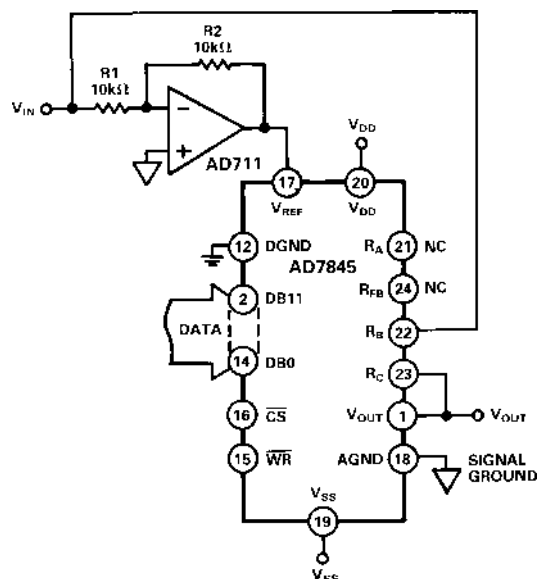 R2
10kΩ
R1
10kΩ
VIN
AD711
VDD
17
20
VREF
VDD
12 DGND
AD7845
RA 21 NC
RFB 24 NC
2 DB11
DATA
RB 22
14 DB0
RC 23
16 CS
VOUT 1 VOUT
15 WR
AGND 18 SIGNAL
GROUND
VSS
19
VSS